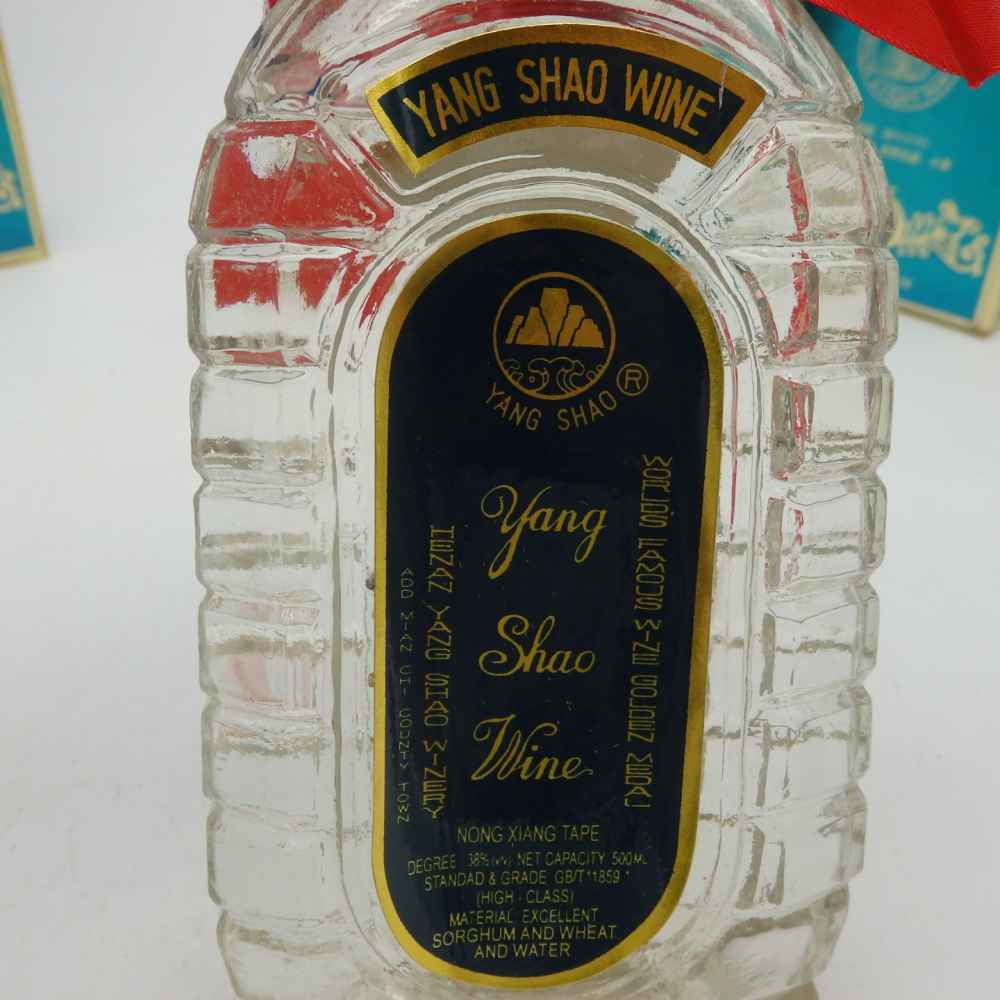 YANG SHAO WINE
YANG SHAO ®
Yang
Shao
Wine
WORLD'S FAMOUS WINE GOLDEN MEDAL
HENAN YANG SHAO WINERY
ADD MIAN CHI COUNTY TOWN
NONG XIANG TAPE
DEGREE 38% (V/V) NET CAPACITY 500ML
STANDAD & GRADE GB/T11859.1
(HIGH - CLASS)
MATERIAL EXCELLENT
SORGHUM AND WHEAT
AND WATER